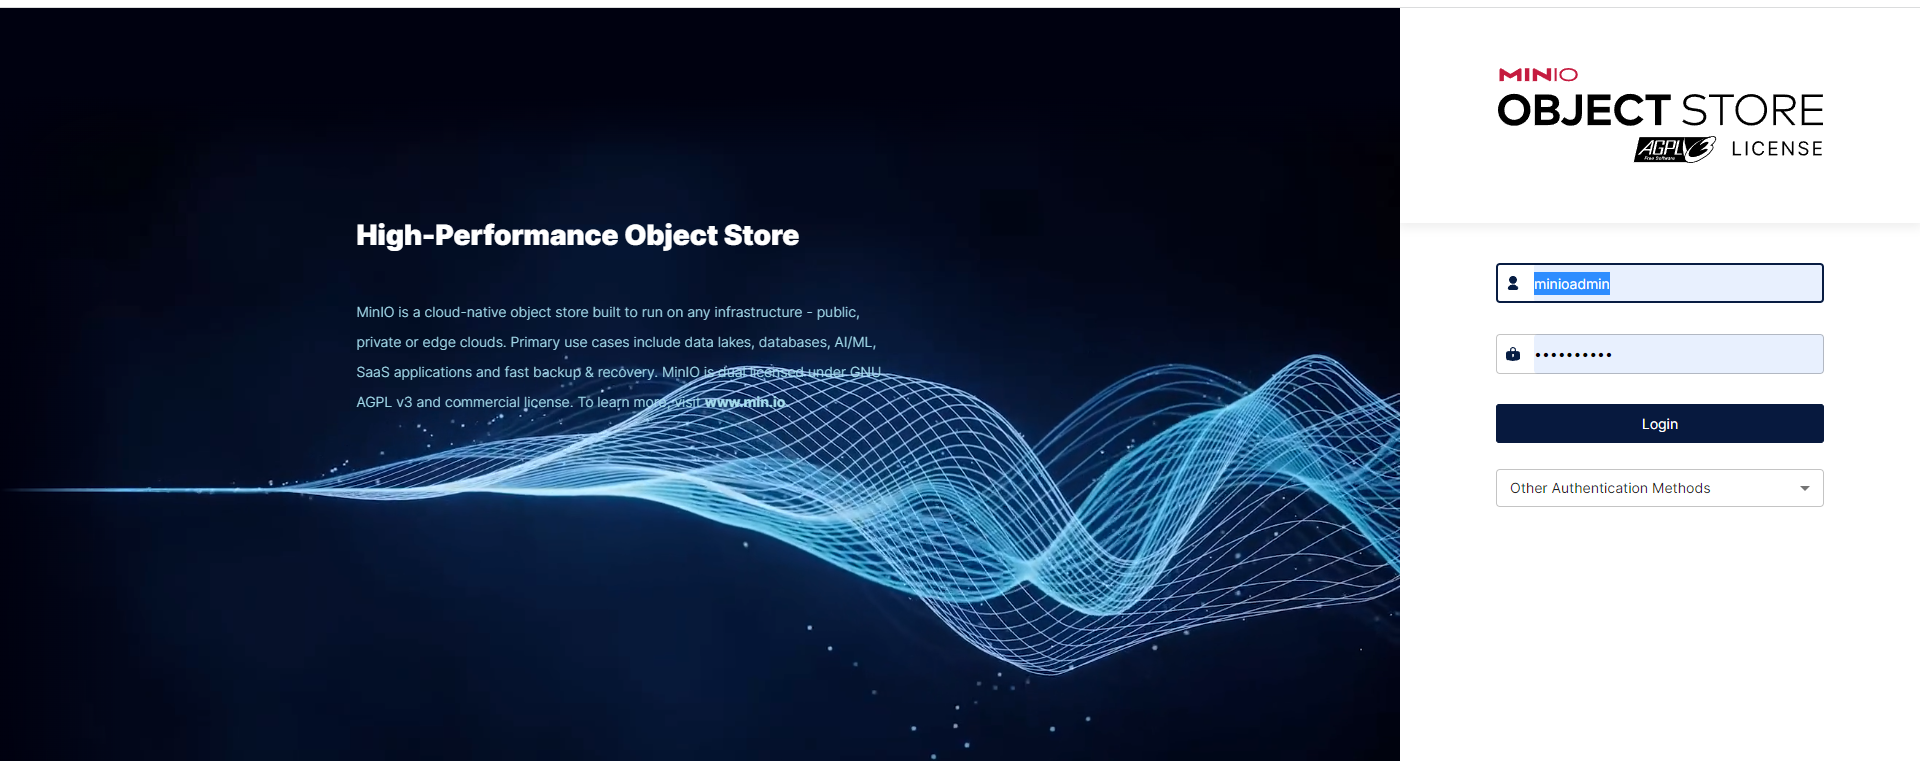 High-Performance Object Store
MinIO is a cloud-native object store built to run on any infrastructure - public,
private or edge clouds. Primary use cases include data lakes, databases, AI/ML,
SaaS applications and fast backup & recovery. MinIO is dual licensed under GNU
AGPL v3 and commercial license. To learn more, visit www.min.io.
MINIO
OBJECT STORE
AGPLv3 LICENSE
Free Software
minioadmin
••••••••••
Login
Other Authentication Methods